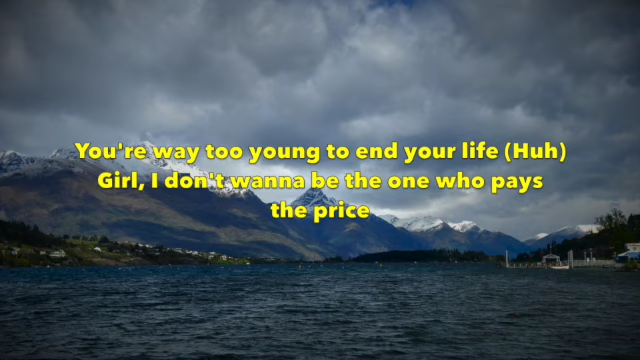 You're way too young to end your life (Huh)
Girl, I don't wanna be the one who pays
the price